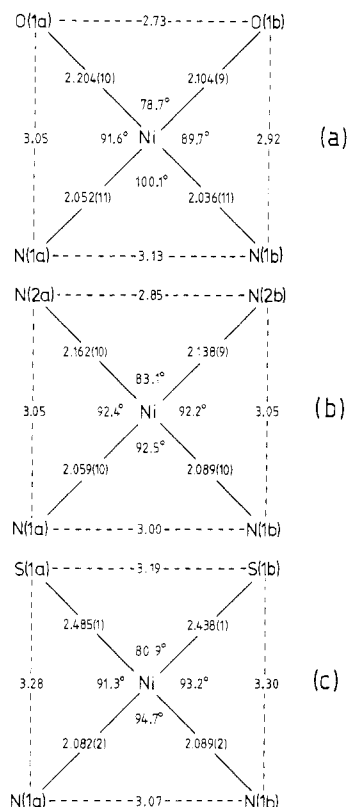 O(1a) 2.73 O(1b)
2.204(10) 2.104(9)
78.7°
3.05 91.6° Ni 89.7° 2.92 (a)
100.1°
2.052(11) 2.036(11)
N(1a) 3.13 N(1b)
N(2a) 2.85 N(2b)
2.162(10) 2.138(9)
83.1°
3.05 92.4° Ni 92.2° 3.05 (b)
92.5°
2.059(10) 2.089(10)
N(1a) 3.00 N(1b)
S(1a) 3.19 S(1b)
2.485(1) 2.438(1)
80.9°
3.28 91.3° Ni 93.2° 3.30 (c)
94.7°
2.082(2) 2.089(2)
N(1a) 3.07 N(1b)